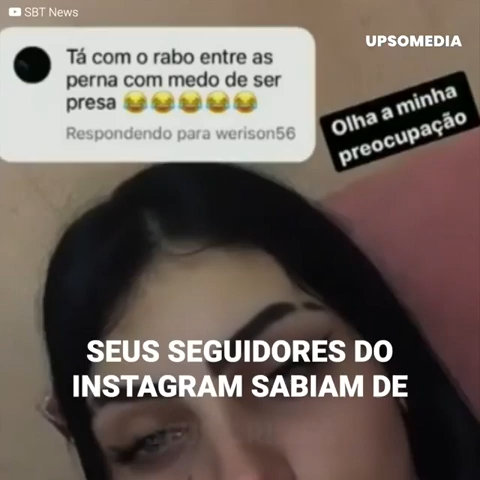 SBT News
UPSOMEDIA
Tá com o rabo entre as
perna com medo de ser
presa 😂😂😂😂😂
Respondendo para werison56
Olha a minha
preocupação
SEUS SEGUIDORES DO
INSTAGRAM SABIAM DE